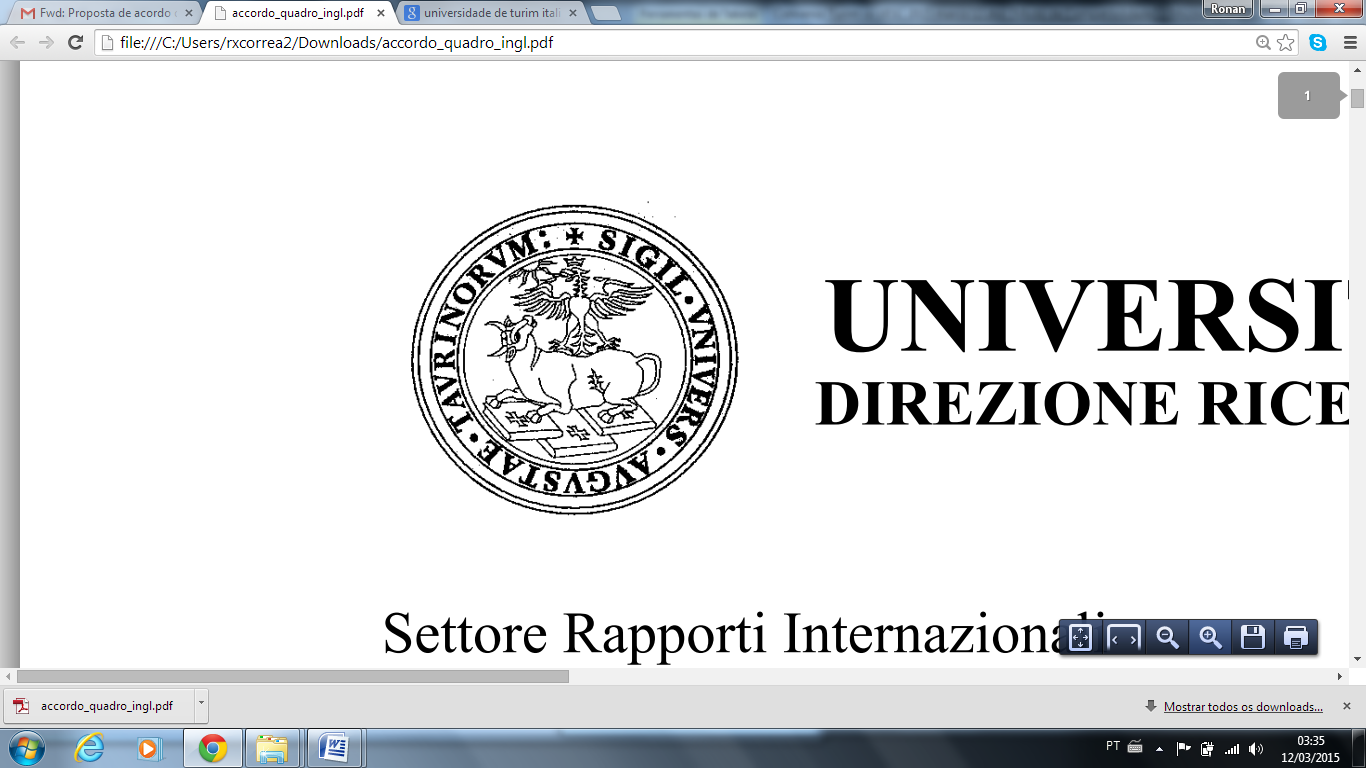 Fwd: Proposta de acordo
accordo_quadro_ingl.pdf
universidade de turim itali
Ronan
file:///C:/Users/rxcorrea2/Downloads/accordo_quadro_ingl.pdf
1
✠ SIGIL · VNIVERS · AVGVSTAE · TAVRINORVM:
UNIVERSI
DIREZIONE RICE
Settore Rapporti Internazionali
accordo_quadro_ingl.pdf
Mostrar todos os downloads...
PT
03:35
12/03/2015